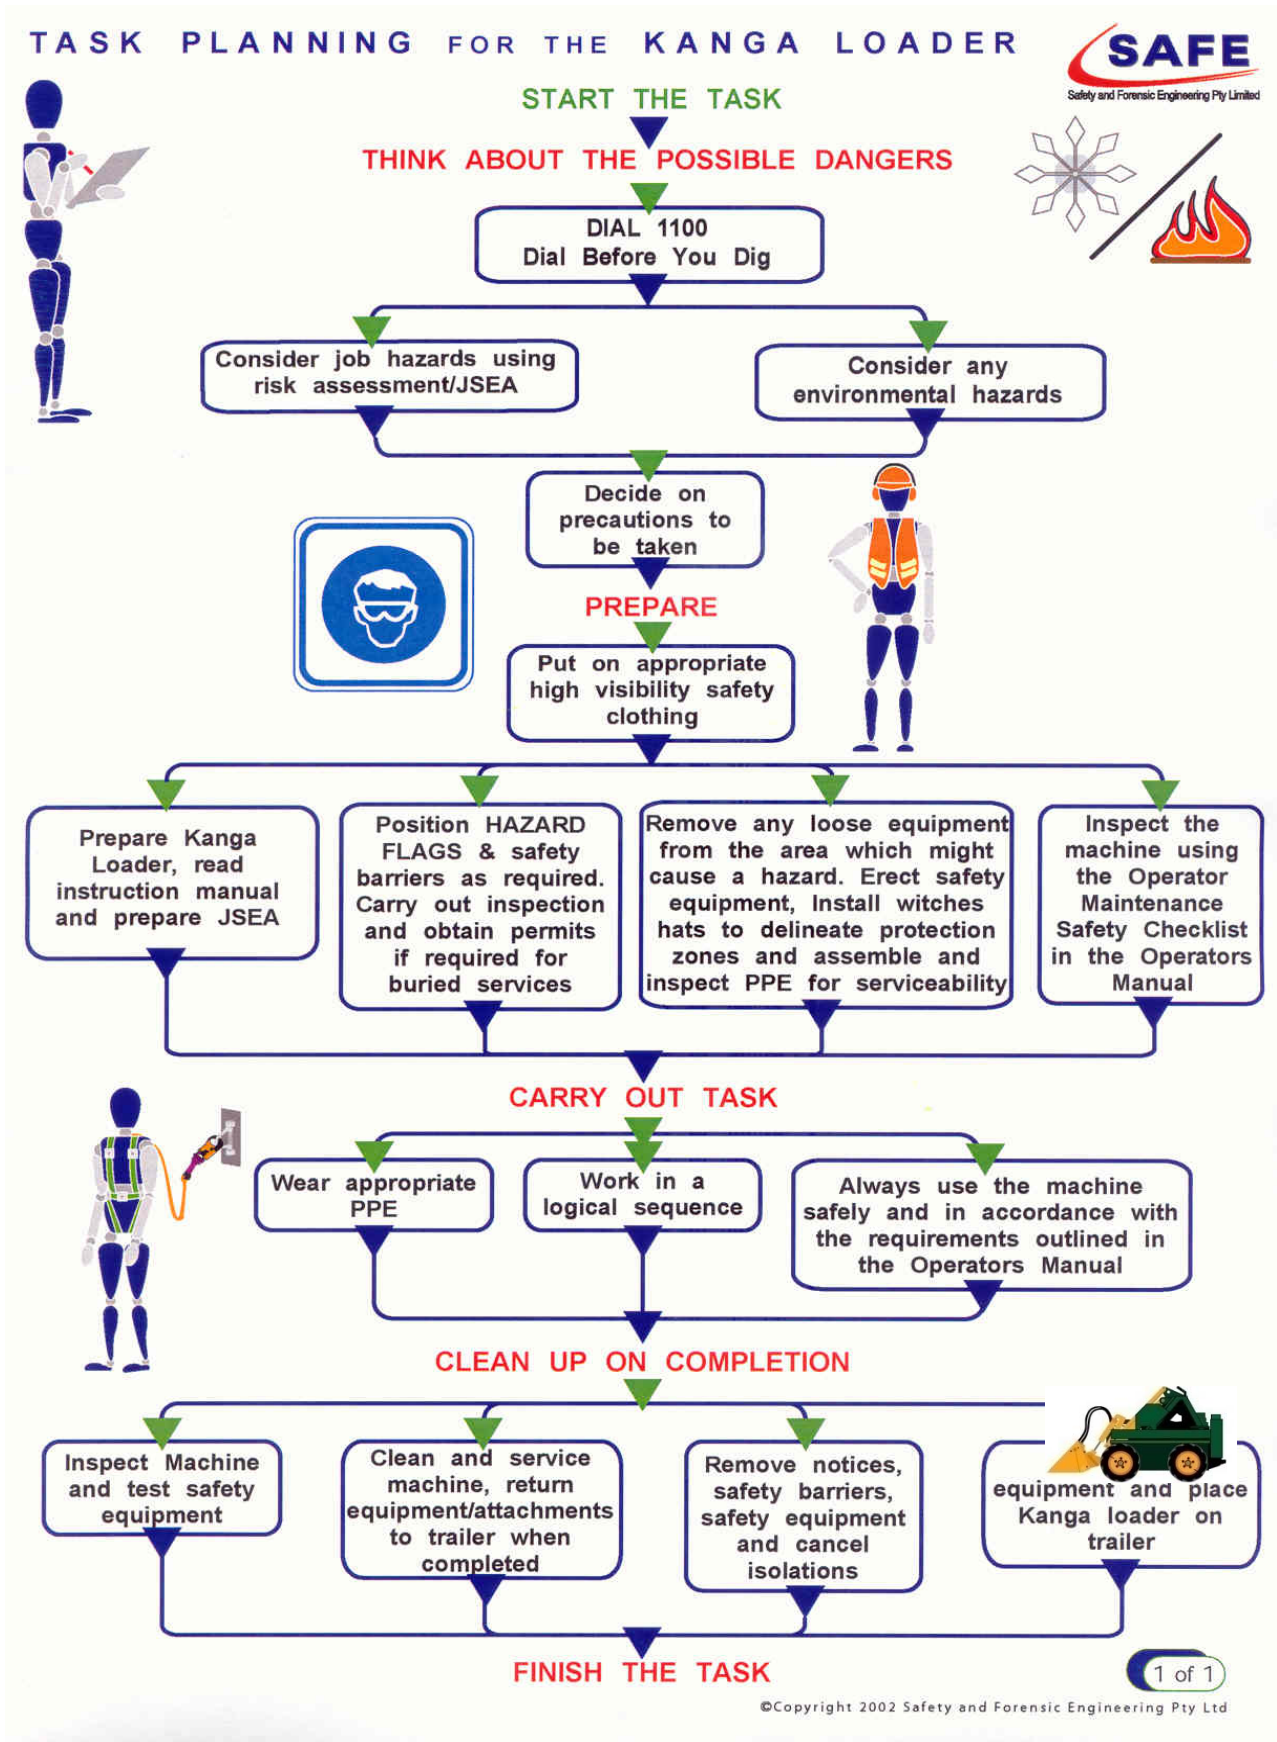 TASK PLANNING FOR THE KANGA LOADER
SAFE
Safety and Forensic Engineering Pty Limited
START THE TASK
THINK ABOUT THE POSSIBLE DANGERS
DIAL 1100
Dial Before You Dig
Consider job hazards using
risk assessment/JSEA
Consider any
environmental hazards
Decide on
precautions to
be taken
PREPARE
Put on appropriate
high visibility safety
clothing
Prepare Kanga
Loader, read
instruction manual
and prepare JSEA
Position HAZARD
FLAGS & safety
barriers as required.
Carry out inspection
and obtain permits
if required for
buried services
Remove any loose equipment
from the area which might
cause a hazard. Erect safety
equipment, Install witches
hats to delineate protection
zones and assemble and
inspect PPE for serviceability
Inspect the
machine using
the Operator
Maintenance
Safety Checklist
in the Operators
Manual
CARRY OUT TASK
Wear appropriate
PPE
Work in a
logical sequence
Always use the machine
safely and in accordance with
the requirements outlined in
the Operators Manual
CLEAN UP ON COMPLETION
Inspect Machine
and test safety
equipment
Clean and service
machine, return
equipment/attachments
to trailer when
completed
Remove notices,
safety barriers,
safety equipment
and cancel
isolations
equipment and place
Kanga loader on
trailer
FINISH THE TASK
1 of 1
©Copyright 2002 Safety and Forensic Engineering Pty Ltd